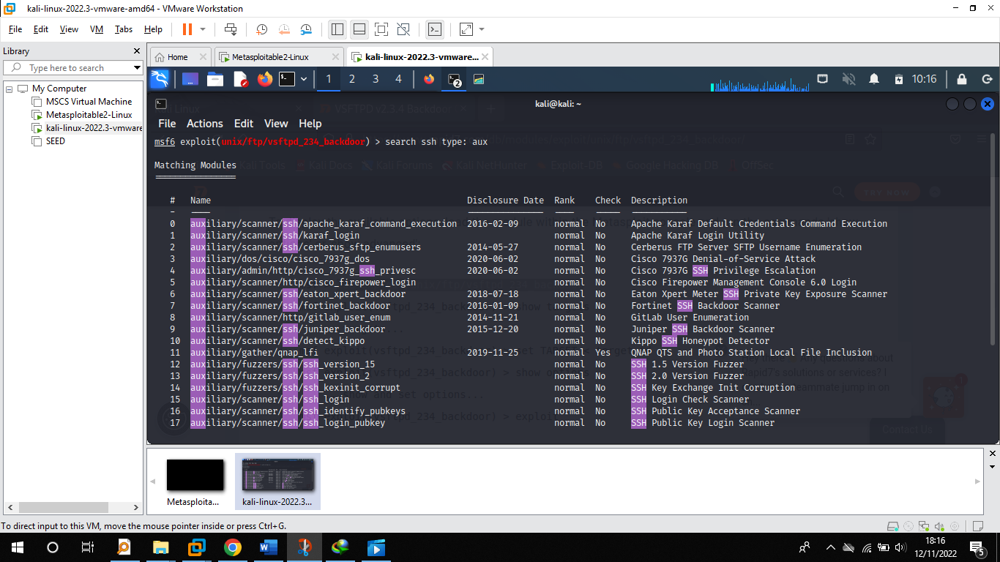 kali-linux-2022.3-vmware-amd64 - VMware Workstation
File Edit View VM Tabs Help
Library
Type here to search
My Computer
MSCS Virtual Machine
Metasploitable2-Linux
kali-linux-2022.3-vmware
SEED
Home Metasploitable2-Linux kali-linux-2022.3-vmware...
1 2 3 4 2 10:16
kali@kali: ~
File Actions Edit View Help
msf6 exploit(unix/ftp/vsftpd_234_backdoor) > search ssh type: aux
Matching Modules
# Name Disclosure Date Rank Check Description
0 auxiliary/scanner/ssh/apache_karaf_command_execution 2016-02-09 normal No Apache Karaf Default Credentials Command Execution
1 auxiliary/scanner/ssh/karaf_login normal No Apache Karaf Login Utility
2 auxiliary/scanner/ssh/cerberus_sftp_enumusers 2014-05-27 normal No Cerberus FTP Server SFTP Username Enumeration
3 auxiliary/dos/cisco/cisco_7937g_dos 2020-06-02 normal No Cisco 7937G Denial-of-Service Attack
4 auxiliary/admin/http/cisco_7937g_ssh_privesc 2020-06-02 normal No Cisco 7937G SSH Privilege Escalation
5 auxiliary/scanner/http/cisco_firepower_login normal No Cisco Firepower Management Console 6.0 Login
6 auxiliary/scanner/ssh/eaton_xpert_backdoor 2018-07-18 normal No Eaton Xpert Meter SSH Private Key Exposure Scanner
7 auxiliary/scanner/ssh/fortinet_backdoor 2016-01-09 normal No Fortinet SSH Backdoor Scanner
8 auxiliary/scanner/http/gitlab_user_enum 2014-11-21 normal No GitLab User Enumeration
9 auxiliary/scanner/ssh/juniper_backdoor 2015-12-20 normal No Juniper SSH Backdoor Scanner
10 auxiliary/scanner/ssh/detect_kippo normal No Kippo SSH Honeypot Detector
11 auxiliary/gather/qnap_lfi 2019-11-25 normal Yes QNAP QTS and Photo Station Local File Inclusion
12 auxiliary/fuzzers/ssh/ssh_version_15 normal No SSH 1.5 Version Fuzzer
13 auxiliary/fuzzers/ssh/ssh_version_2 normal No SSH 2.0 Version Fuzzer
14 auxiliary/fuzzers/ssh/ssh_kexinit_corrupt normal No SSH Key Exchange Init Corruption
15 auxiliary/scanner/ssh/ssh_login normal No SSH Login Check Scanner
16 auxiliary/scanner/ssh/ssh_identify_pubkeys normal No SSH Public Key Acceptance Scanner
17 auxiliary/scanner/ssh/ssh_login_pubkey normal No SSH Public Key Login Scanner
Contact Us
Metasploita... kali-linux-2022.3...
To direct input to this VM, move the mouse pointer inside or press Ctrl+G.
18:16
12/11/2022
5